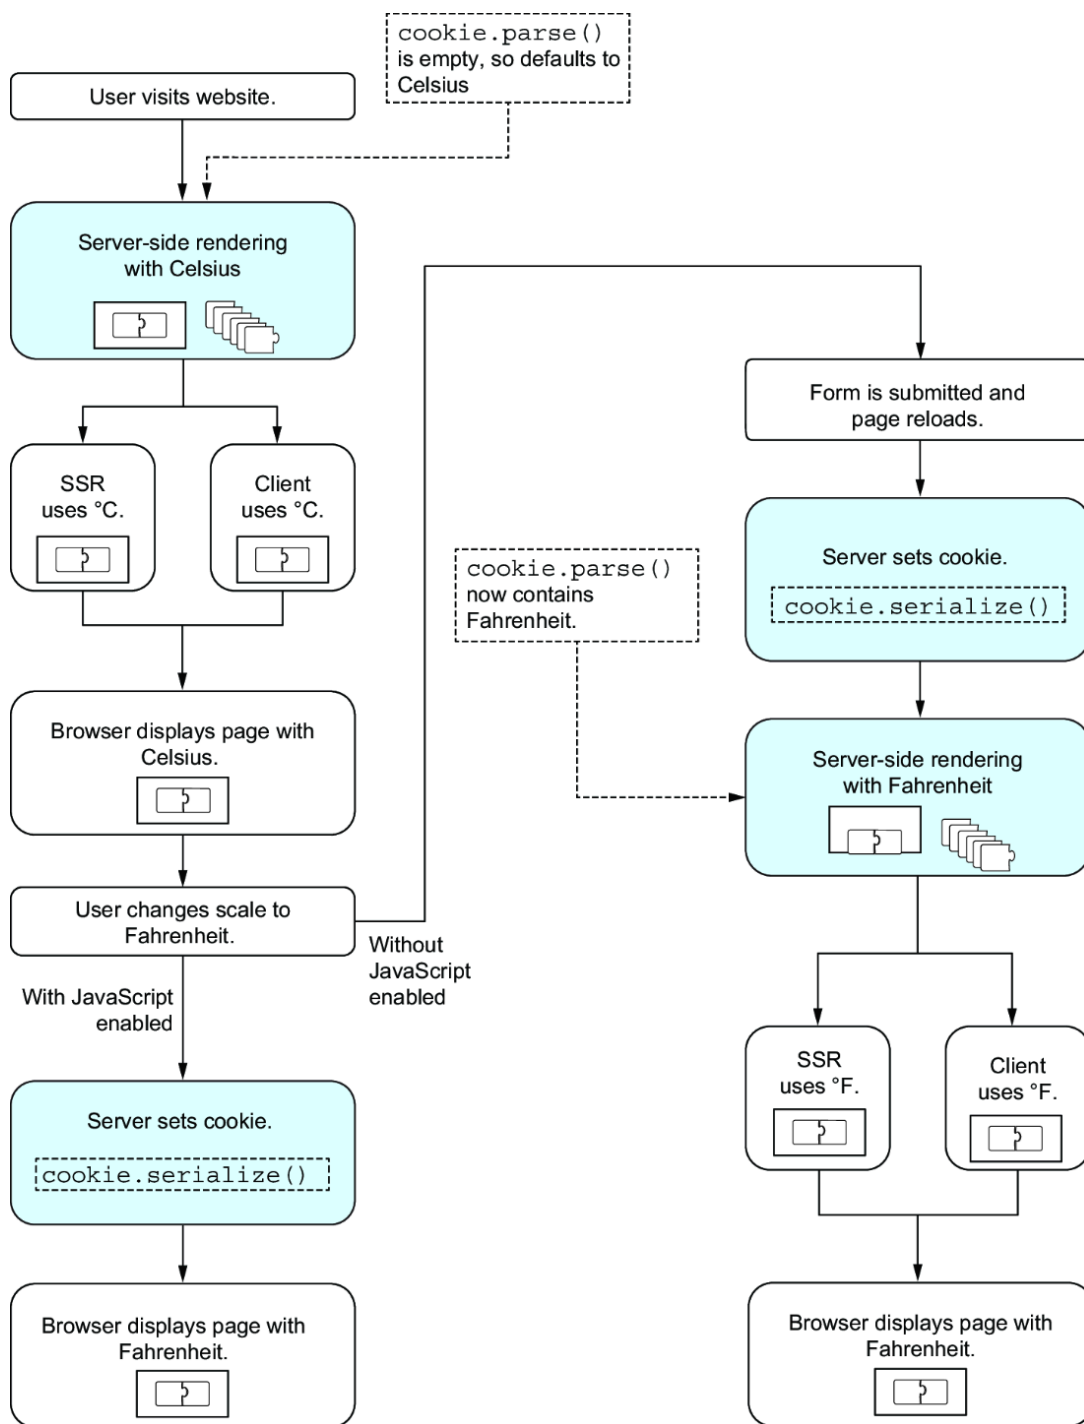 cookie.parse()
is empty, so defaults to
Celsius
User visits website.
Server-side rendering
with Celsius
SSR
uses °C.
Client
uses °C.
Browser displays page with
Celsius.
User changes scale to
Fahrenheit.
With JavaScript
enabled
Without
JavaScript
enabled
Server sets cookie.
cookie.serialize()
Browser displays page with
Fahrenheit.
Form is submitted and
page reloads.
Server sets cookie.
cookie.serialize()
cookie.parse()
now contains
Fahrenheit.
Server-side rendering
with Fahrenheit
SSR
uses °F.
Client
uses °F.
Browser displays page with
Fahrenheit.